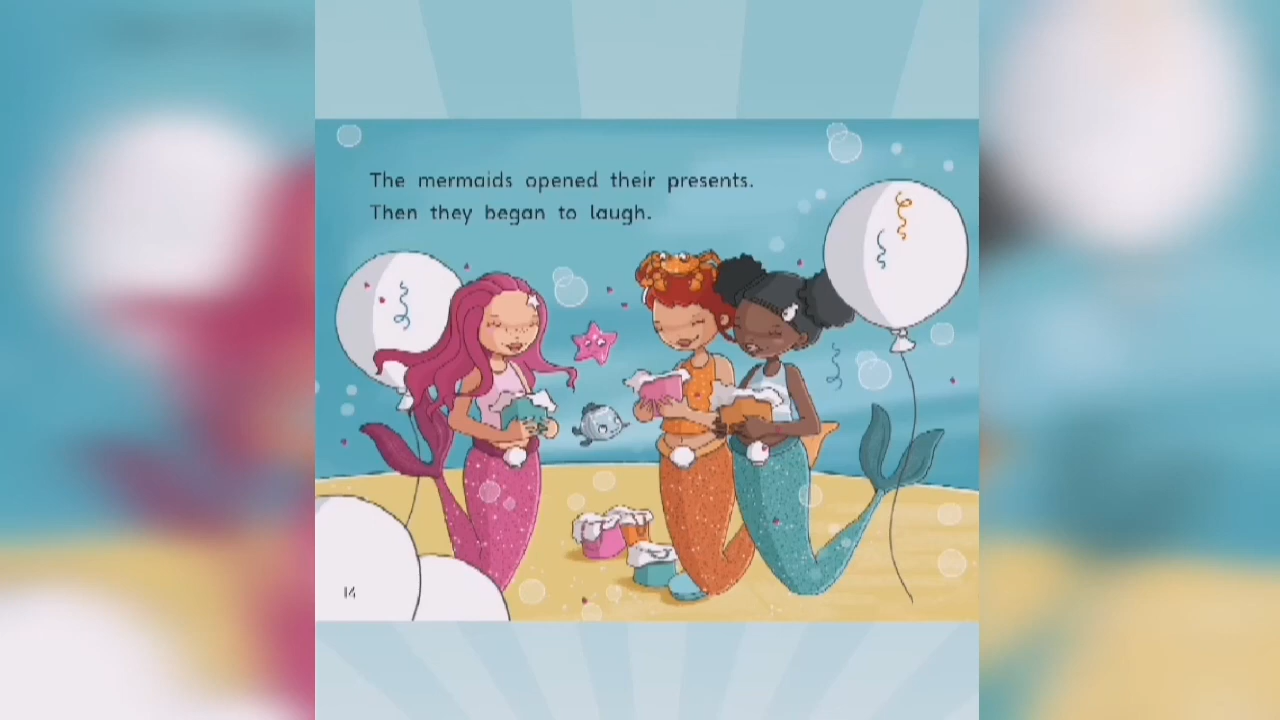 The mermaids opened their presents.
Then they began to laugh.
14